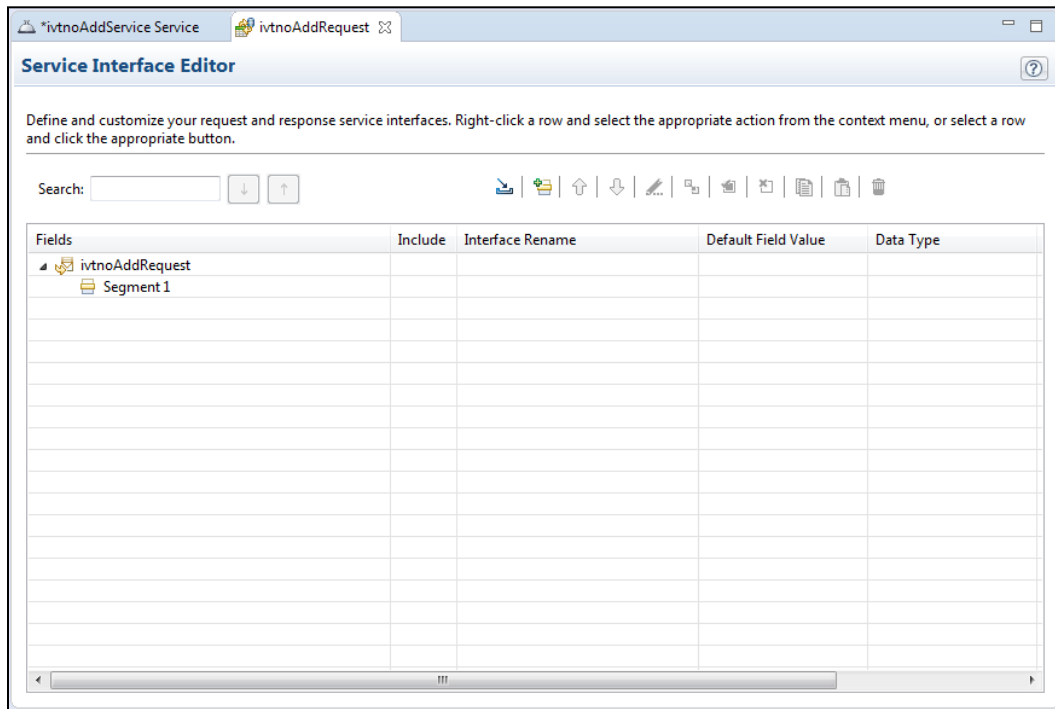 *ivtnoAddService Service
ivtnoAddRequest
Service Interface Editor
Define and customize your request and response service interfaces. Right-click a row and select the appropriate action from the context menu, or select a row
and click the appropriate button.
Search:
Fields Include Interface Rename Default Field Value Data Type
ivtnoAddRequest
Segment 1